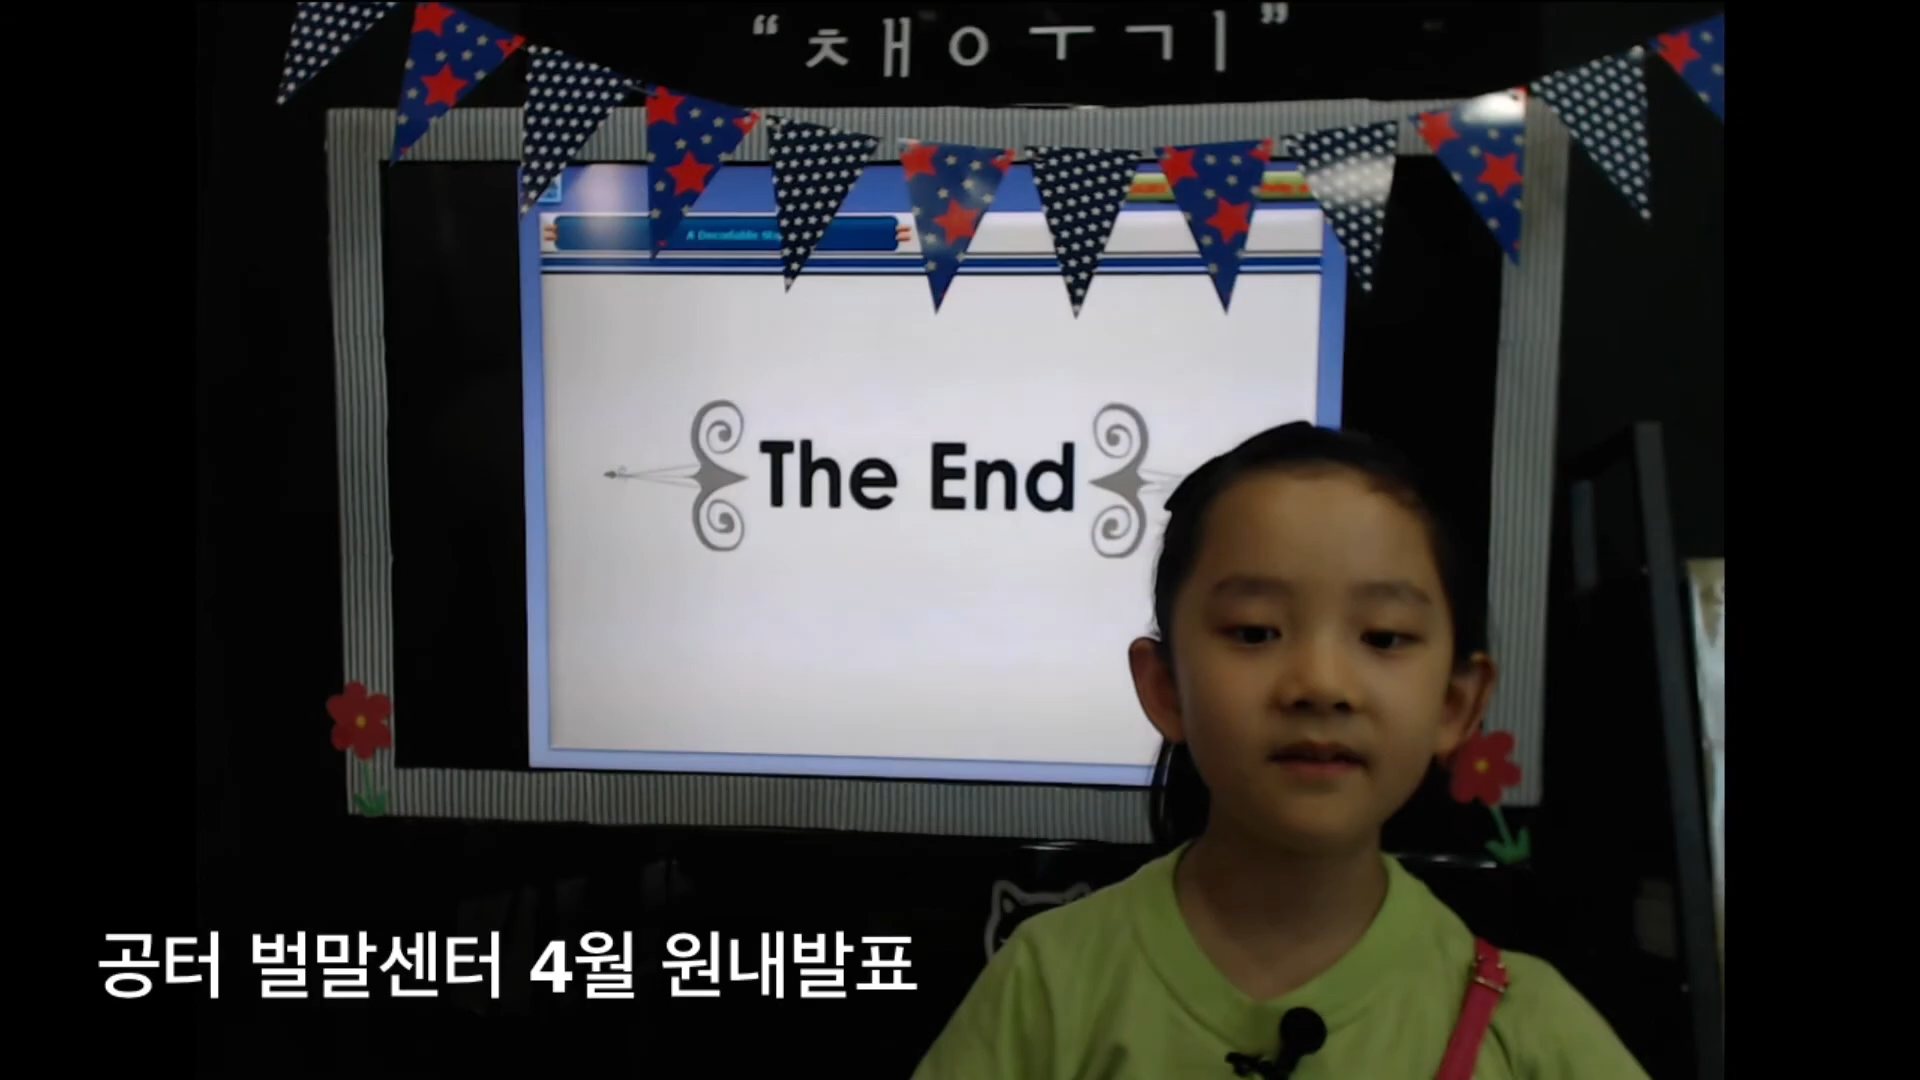 “ㅊㅐㅇㅜㄱㅣ”
A Decodable
The End
공터 벌말센터 4월 원내발표